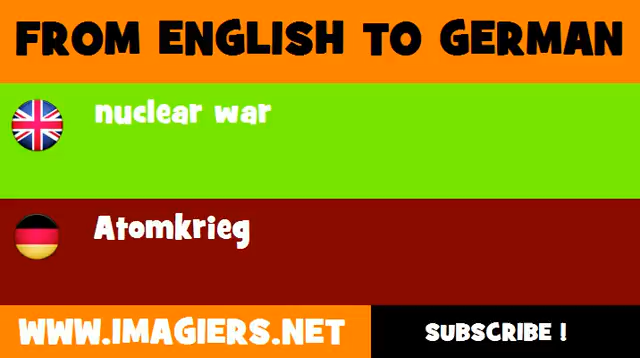 FROM ENGLISH TO GERMAN
nuclear war
Atomkrieg
WWW.IMAGIERS.NET
SUBSCRIBE !